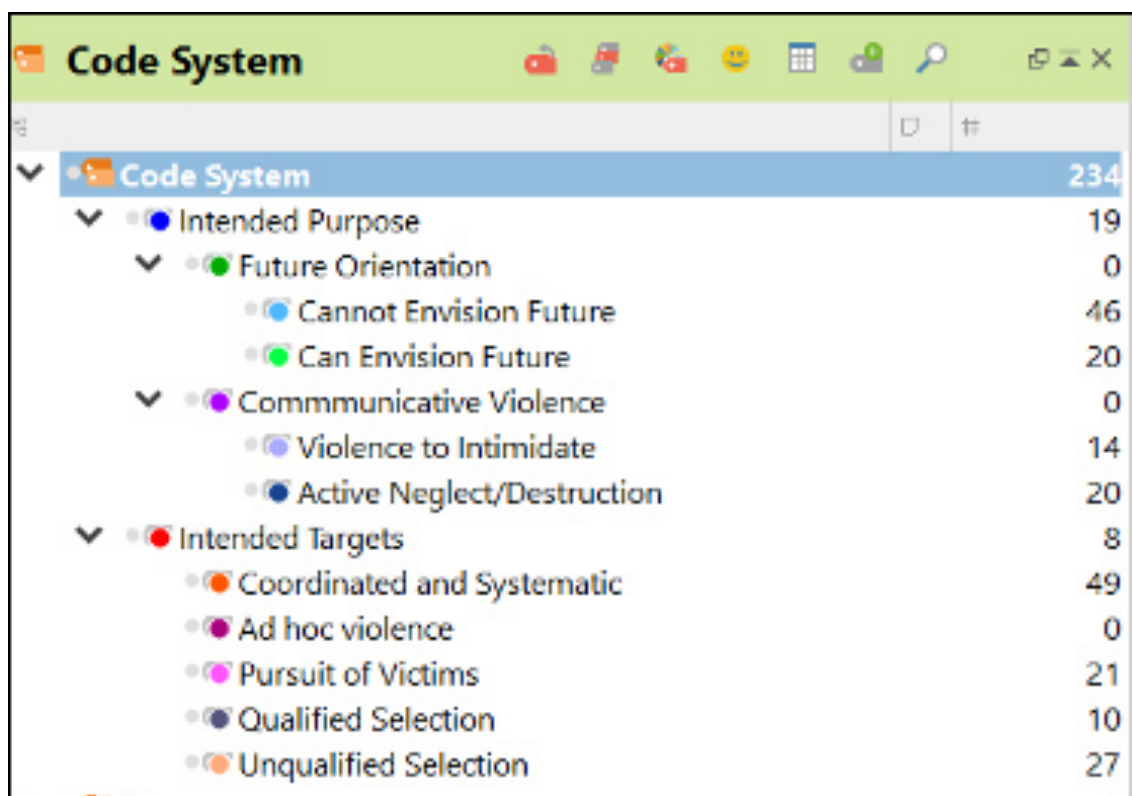 Code System
Code System 234
Intended Purpose 19
Future Orientation 0
Cannot Envision Future 46
Can Envision Future 20
Commmunicative Violence 0
Violence to Intimidate 14
Active Neglect/Destruction 20
Intended Targets 8
Coordinated and Systematic 49
Ad hoc violence 0
Pursuit of Victims 21
Qualified Selection 10
Unqualified Selection 27